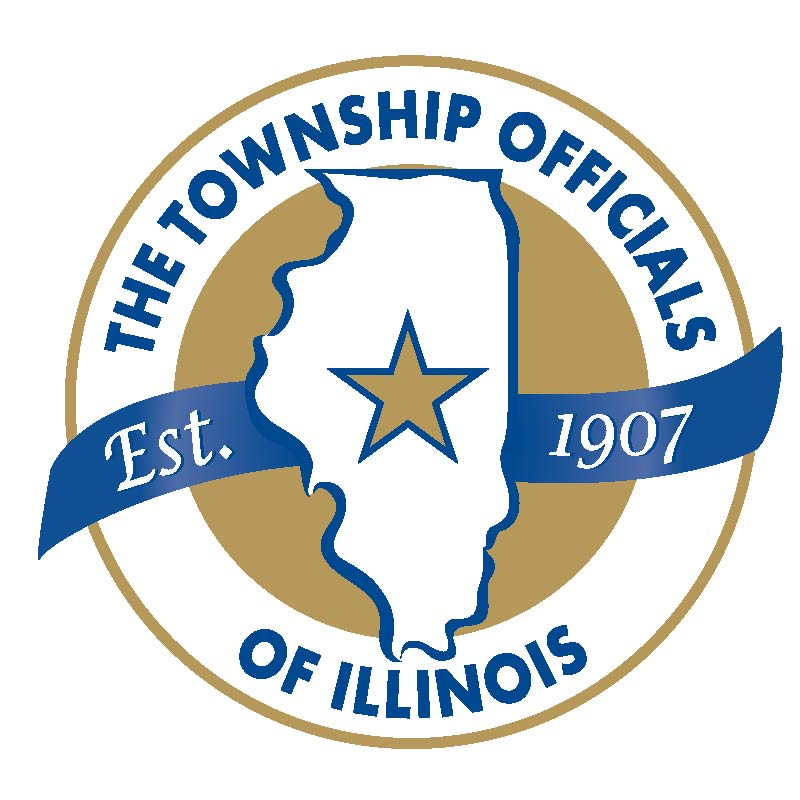 THE TOWNSHIP OFFICIALS
Est. 1907
OF ILLINOIS